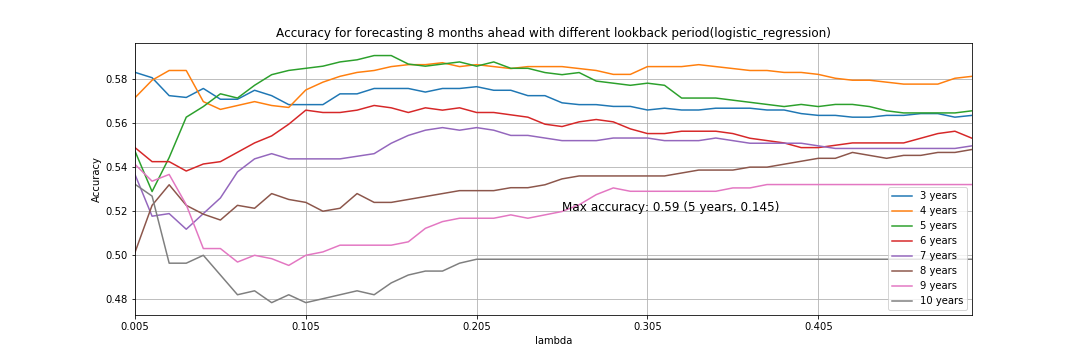 Accuracy for forecasting 8 months ahead with different lookback period(logistic_regression)
Accuracy
0.58
0.56
0.54
0.52
0.50
0.48
Max accuracy: 0.59 (5 years, 0.145)
3 years
4 years
5 years
6 years
7 years
8 years
9 years
10 years
0.005 0.105 0.205 0.305 0.405
lambda